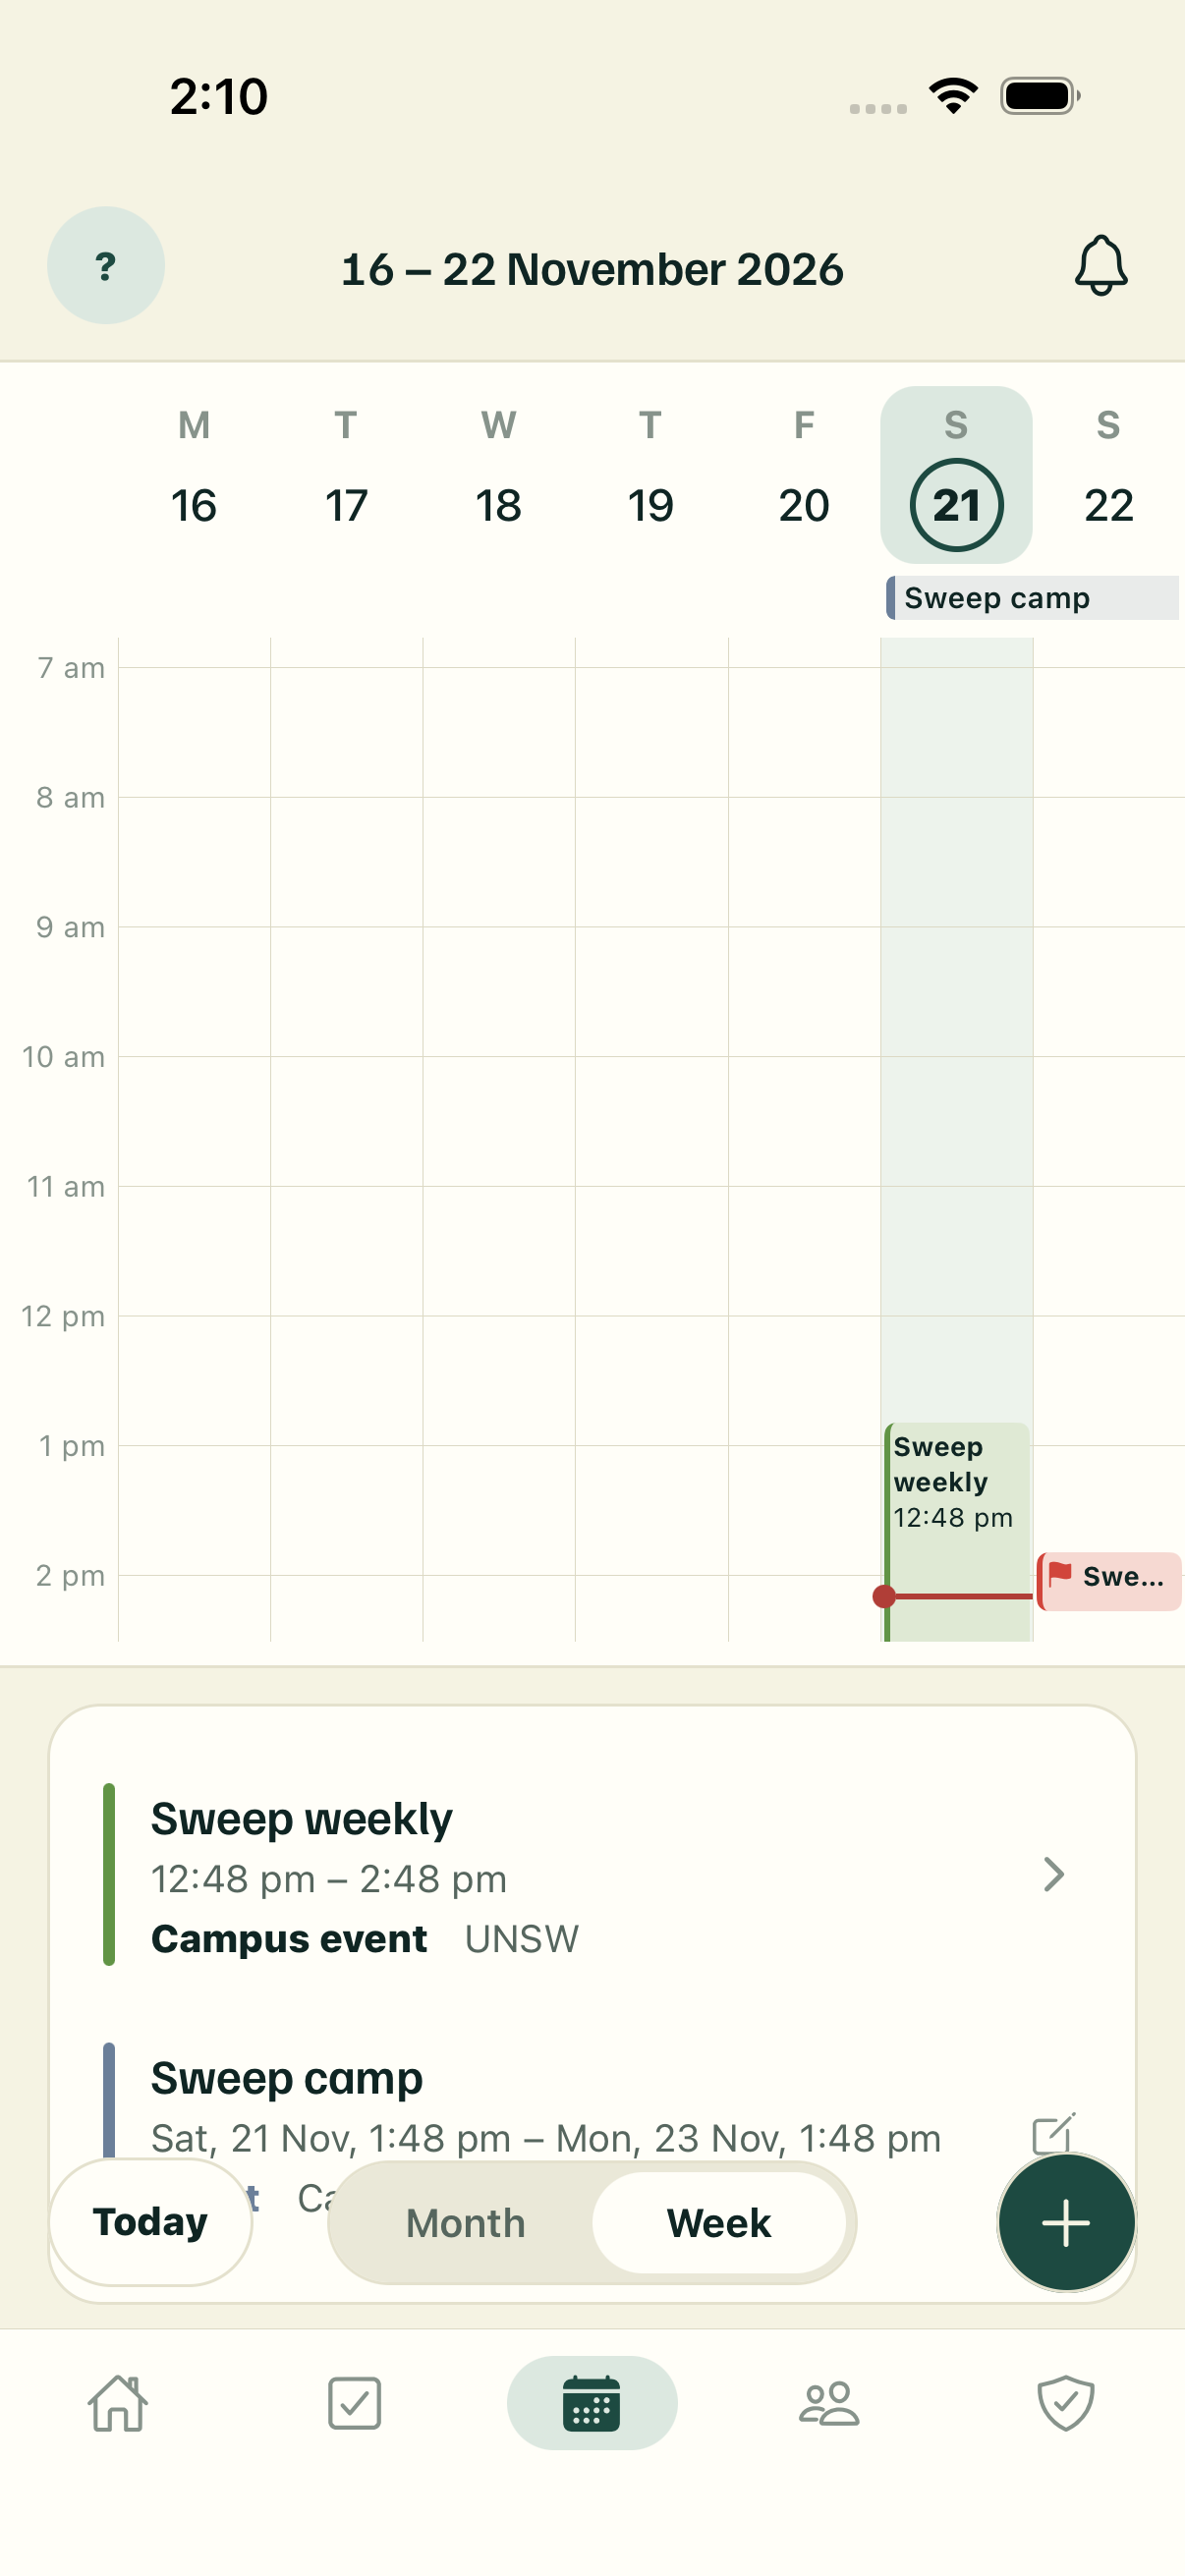 2:10
?
16 – 22 November 2026
M T W T F S S
16 17 18 19 20 21 22
Sweep camp
7 am
8 am
9 am
10 am
11 am
12 pm
1 pm
Sweep
weekly
12:48 pm
2 pm
Swe...
Sweep weekly
12:48 pm – 2:48 pm
Campus event UNSW
Sweep camp
Sat, 21 Nov, 1:48 pm – Mon, 23 Nov, 1:48 pm
Today Month Week